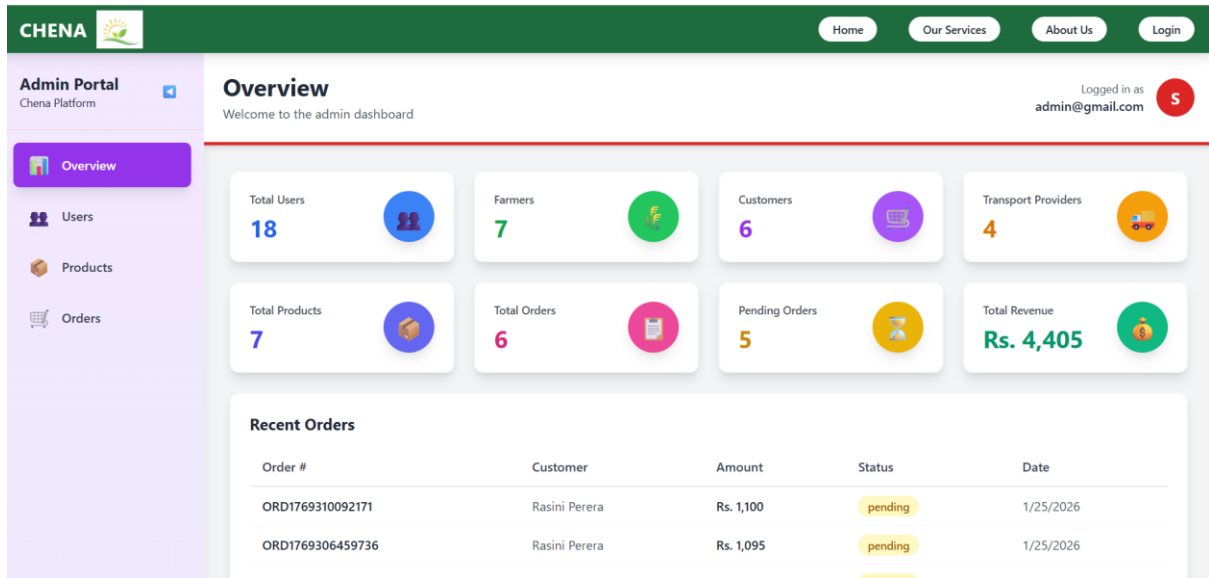 CHENA
Home Our Services About Us Login
Admin Portal
Chena Platform
Overview
Users
Products
Orders
Overview
Welcome to the admin dashboard
Logged in as
admin@gmail.com
S
Total Users
18
Farmers
7
Customers
6
Transport Providers
4
Total Products
7
Total Orders
6
Pending Orders
5
Total Revenue
Rs. 4,405
Recent Orders
Order # Customer Amount Status Date
ORD1769310092171 Rasini Perera Rs. 1,100 pending 1/25/2026
ORD1769306459736 Rasini Perera Rs. 1,095 pending 1/25/2026